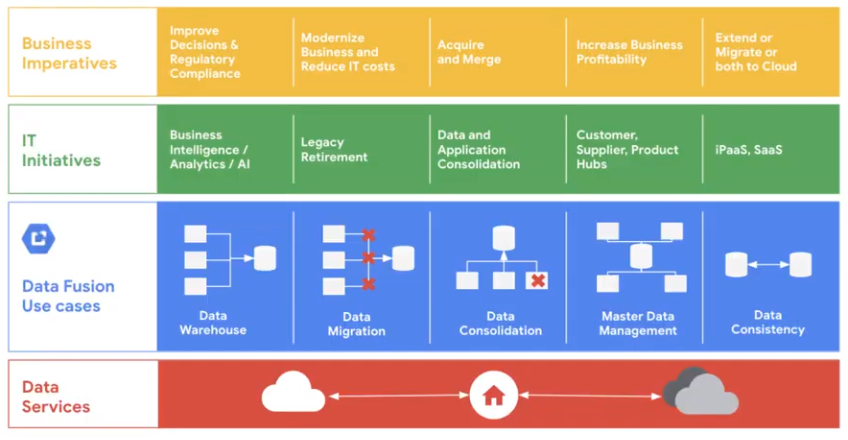 Business
Imperatives
Improve
Decisions &
Regulatory
Compliance
Modernize
Business and
Reduce IT costs
Acquire
and Merge
Increase Business
Profitability
Extend or
Migrate or
both to Cloud
IT
Initiatives
Business
Intelligence /
Analytics / AI
Legacy
Retirement
Data and
Application
Consolidation
Customer,
Supplier, Product
Hubs
iPaaS, SaaS
Data Fusion
Use cases
Data
Warehouse
Data
Migration
Data
Consolidation
Master Data
Management
Data
Consistency
Data
Services